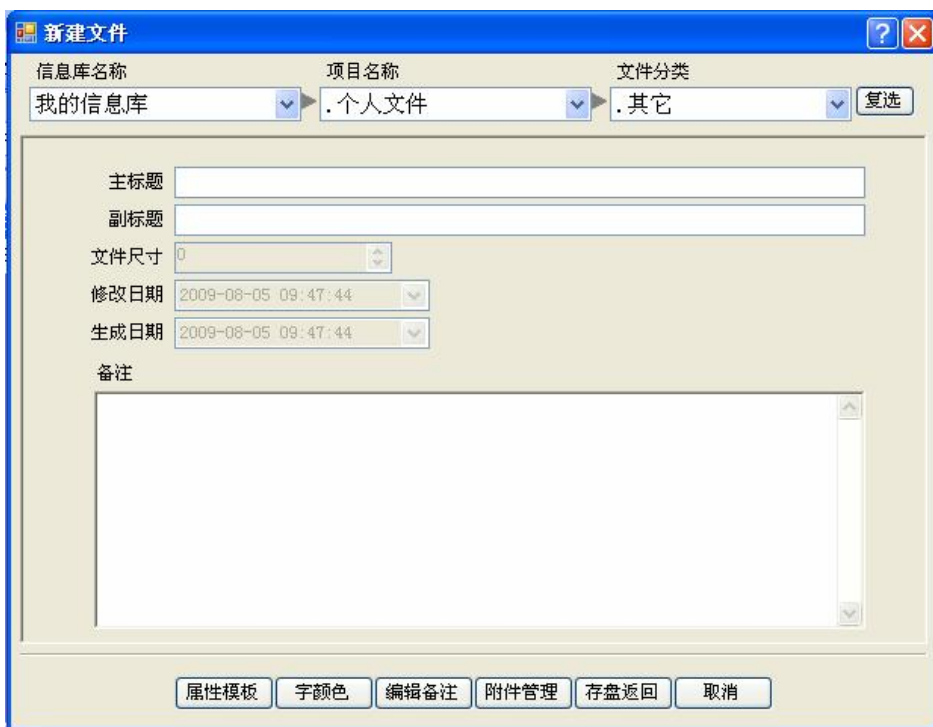 新建文件
信息库名称 项目名称 文件分类
我的信息库 .个人文件 .其它 复选
主标题
副标题
文件尺寸 0
修改日期 2009-08-05 09:47:44
生成日期 2009-08-05 09:47:44
备注
属性模板 字颜色 编辑备注 附件管理 存盘返回 取消